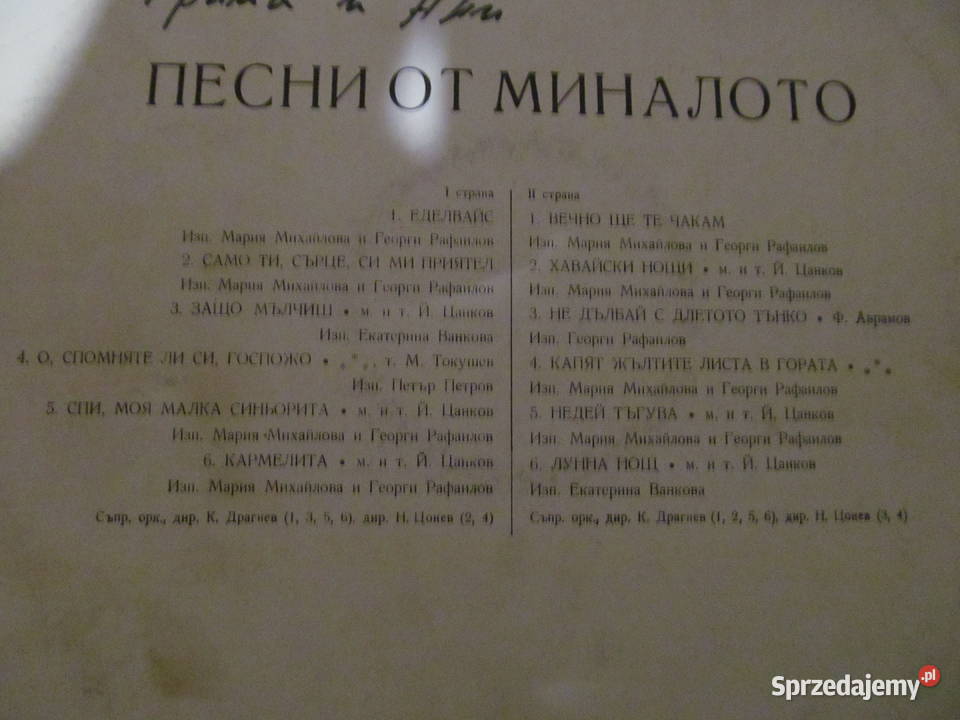 и
ПЕСНИ ОТ МИНАЛОТО
I страна
1. ЕДЕЛВАЙС
Изп. Мария Михайлова и Георги Рафаилов
2. САМО ТИ, СЪРЦЕ, СИ МИ ПРИЯТЕЛ
Изп. Мария Михайлова и Георги Рафаилов
3. ЗАЩО МЪЛЧИШ • м. и т. Й. Цанков
Изп. Екатерина Ванкова
4. О, СПОМНЯТЕ ЛИ СИ, ГОСПОЖО • „*„, т. М. Токушев
Изп. Петър Петров
5. СПИ, МОЯ МАЛКА СИНЬОРИТА • м. и т. Й. Цанков
Изп. Мария Михайлова и Георги Рафаилов
6. КАРМЕЛИТА • м. и т. Й. Цанков
Изп. Мария Михайлова и Георги Рафаилов
Съпр. орк., дир. К. Драгнев (1, 3, 5, 6), дир. Н. Цонев (2, 4)
II страна
1. ВЕЧНО ЩЕ ТЕ ЧАКАМ
Изп. Мария Михайлова и Георги Рафаилов
2. ХАВАЙСКИ НОЩИ • м. и т. Й. Цанков
Изп. Мария Михайлова и Георги Рафаилов
3. НЕ ДЪЛБАЙ С ДЛЕТОТО ТЪНКО • Ф. Аврамов
Изп. Георги Рафаилов
4. КАПЯТ ЖЪЛТИТЕ ЛИСТА В ГОРАТА • „*„
Изп. Мария Михайлова и Георги Рафаилов
5. НЕДЕЙ ТЪГУВА • м. и т. Й. Цанков
Изп. Мария Михайлова и Георги Рафаилов
6. ЛУННА НОЩ • м. и т. Й. Цанков
Изп. Екатерина Ванкова
Съпр. орк., дир. К. Драгнев (1, 2, 5, 6), дир. Н. Цонев (3, 4)
Sprzedajemy.pl